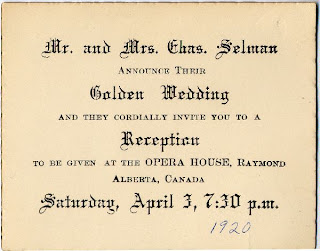 Mr. and Mrs. Chas. Selman
Announce Their
Golden Wedding
and they cordially invite you to a
Reception
to be given at the OPERA HOUSE, Raymond
Alberta, Canada
Saturday, April 3, 7:30 p.m.
1920